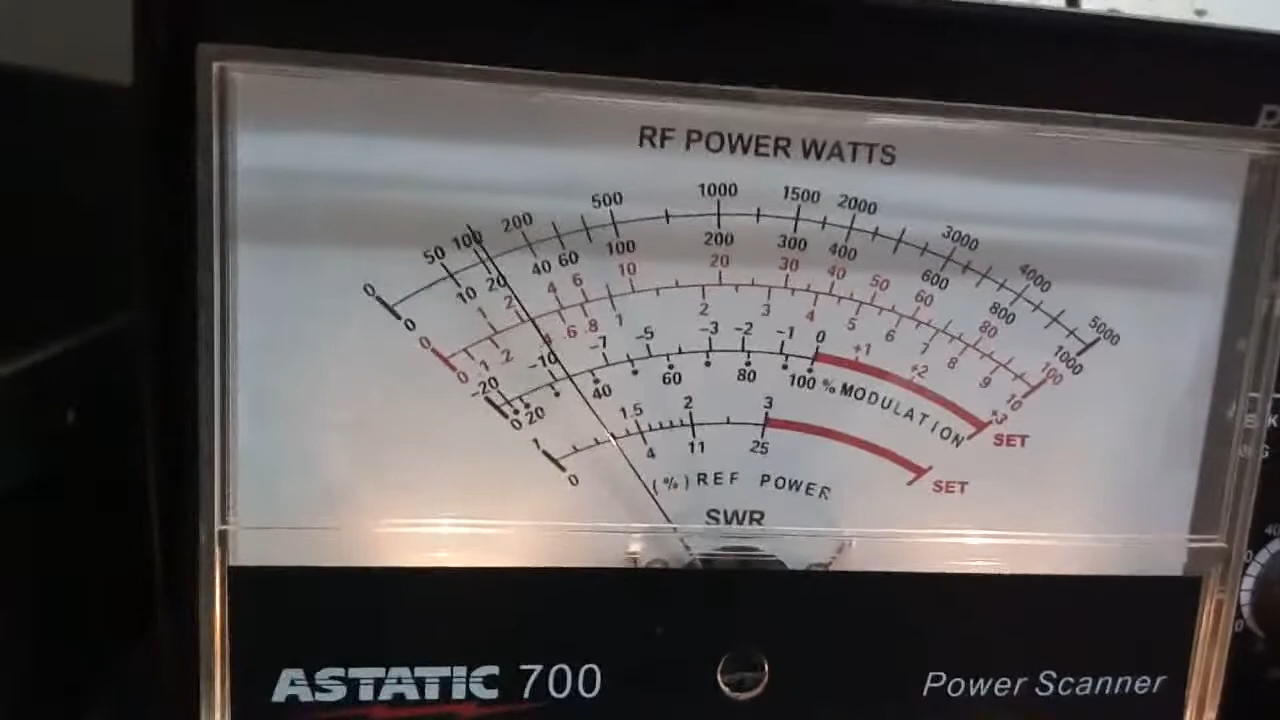 RF POWER WATTS
0 50 100 200 500 1000 1500 2000 3000 4000 5000
0 10 20 40 60 100 200 300 400 600 800 1000
0 1 2 4 6 10 20 30 40 50 60 80 100
0 .1 .2 .6 .8 1 2 3 4 5 6 7 8 9 10
-20 -10 -7 -5 -3 -2 -1 0 +1 +2 +3
0 20 40 60 80 100 % MODULATION SET
1 1.5 2 3
0 4 11 25 SET
(%) REF POWER
SWR
ASTATIC 700
Power Scanner